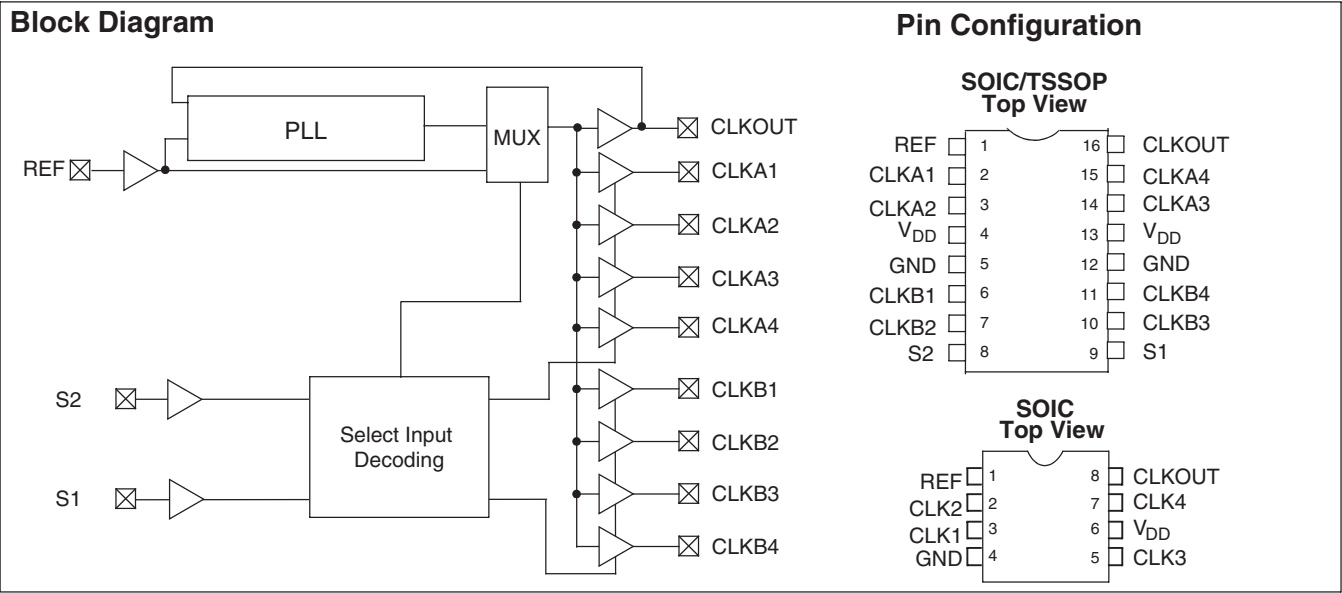 Block Diagram
PLL
MUX
REF
CLKOUT
CLKA1
CLKA2
CLKA3
CLKA4
CLKB1
CLKB2
CLKB3
CLKB4
S2
S1
Select Input
Decoding
Pin Configuration
SOIC/TSSOP
Top View
REF 1 16 CLKOUT
CLKA1 2 15 CLKA4
CLKA2 3 14 CLKA3
VDD 4 13 VDD
GND 5 12 GND
CLKB1 6 11 CLKB4
CLKB2 7 10 CLKB3
S2 8 9 S1
SOIC
Top View
REF 1 8 CLKOUT
CLK2 2 7 CLK4
CLK1 3 6 VDD
GND 4 5 CLK3